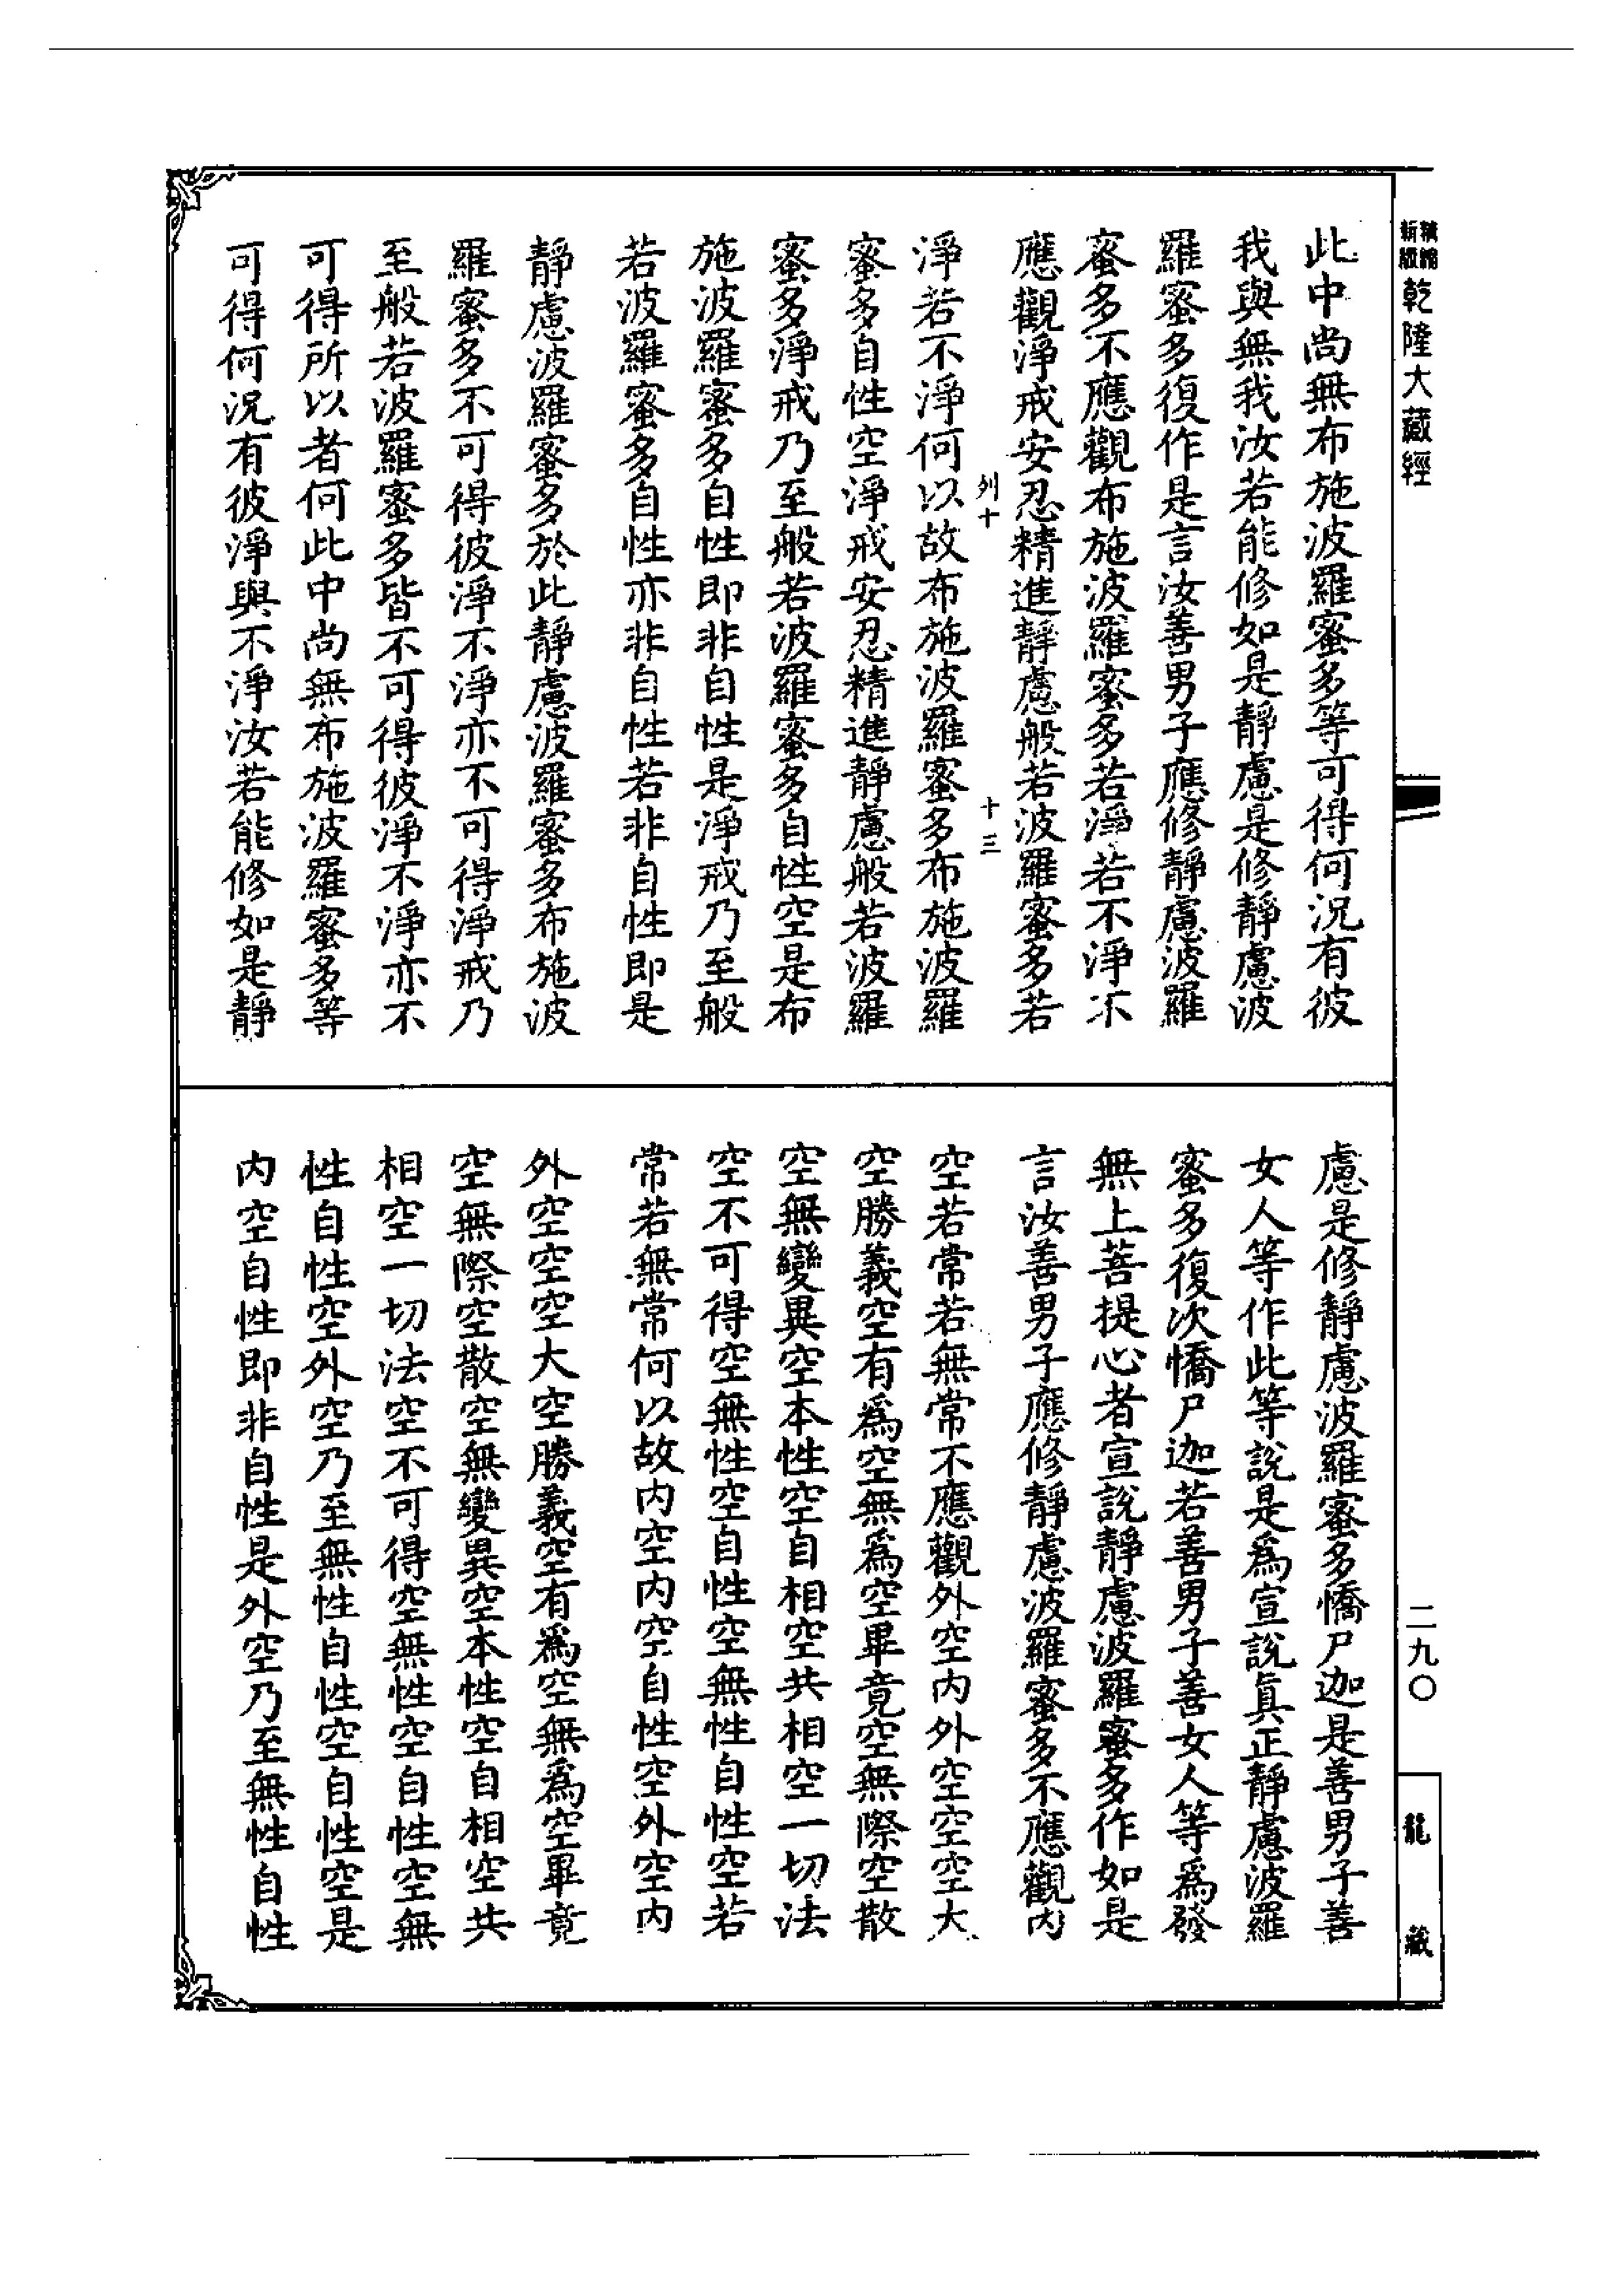 精縮
新版
乾隆大藏經
此中尚無布施波羅蜜多等可得何況有彼
我與無我汝若能修如是靜慮是修靜慮波
羅蜜多復作是言汝善男子應修靜慮波羅
蜜多不應觀布施波羅蜜多若淨若不淨不
應觀淨戒安忍精進靜慮般若波羅蜜多若
列十
十三
淨若不淨何以故布施波羅蜜多布施波羅
蜜多自性空淨戒安忍精進靜慮般若波羅
蜜多淨戒乃至般若波羅蜜多自性空是布
施波羅蜜多自性即非自性是淨戒乃至般
若波羅蜜多自性亦非自性若非自性即是
靜慮波羅蜜多於此靜慮波羅蜜多布施波
羅蜜多不可得彼淨不淨亦不可得淨戒乃
至般若波羅蜜多皆不可得彼淨不淨亦不
可得所以者何此中尚無布施波羅蜜多等
可得何況有彼淨與不淨汝若能修如是靜
慮是修靜慮波羅蜜多憍尸迦是善男子善
女人等作此等說是為宣說真正靜慮波羅
蜜多復次憍尸迦若善男子善女人等為發
無上菩提心者宣說靜慮波羅蜜多作如是
言汝善男子應修靜慮波羅蜜多不應觀內
空若常若無常不應觀外空內外空空空大
空勝義空有為空無為空畢竟空無際空散
空無變異空本性空自相空共相空一切法
空不可得空無性空自性空無性自性空若
常若無常何以故內空內空自性空外空內
外空空空大空勝義空有為空無為空畢竟
空無際空散空無變異空本性空自相空共
相空一切法空不可得空無性空自性空無
性自性空外空乃至無性自性空自性空是
內空自性即非自性是外空乃至無性自性
二九〇
龍藏